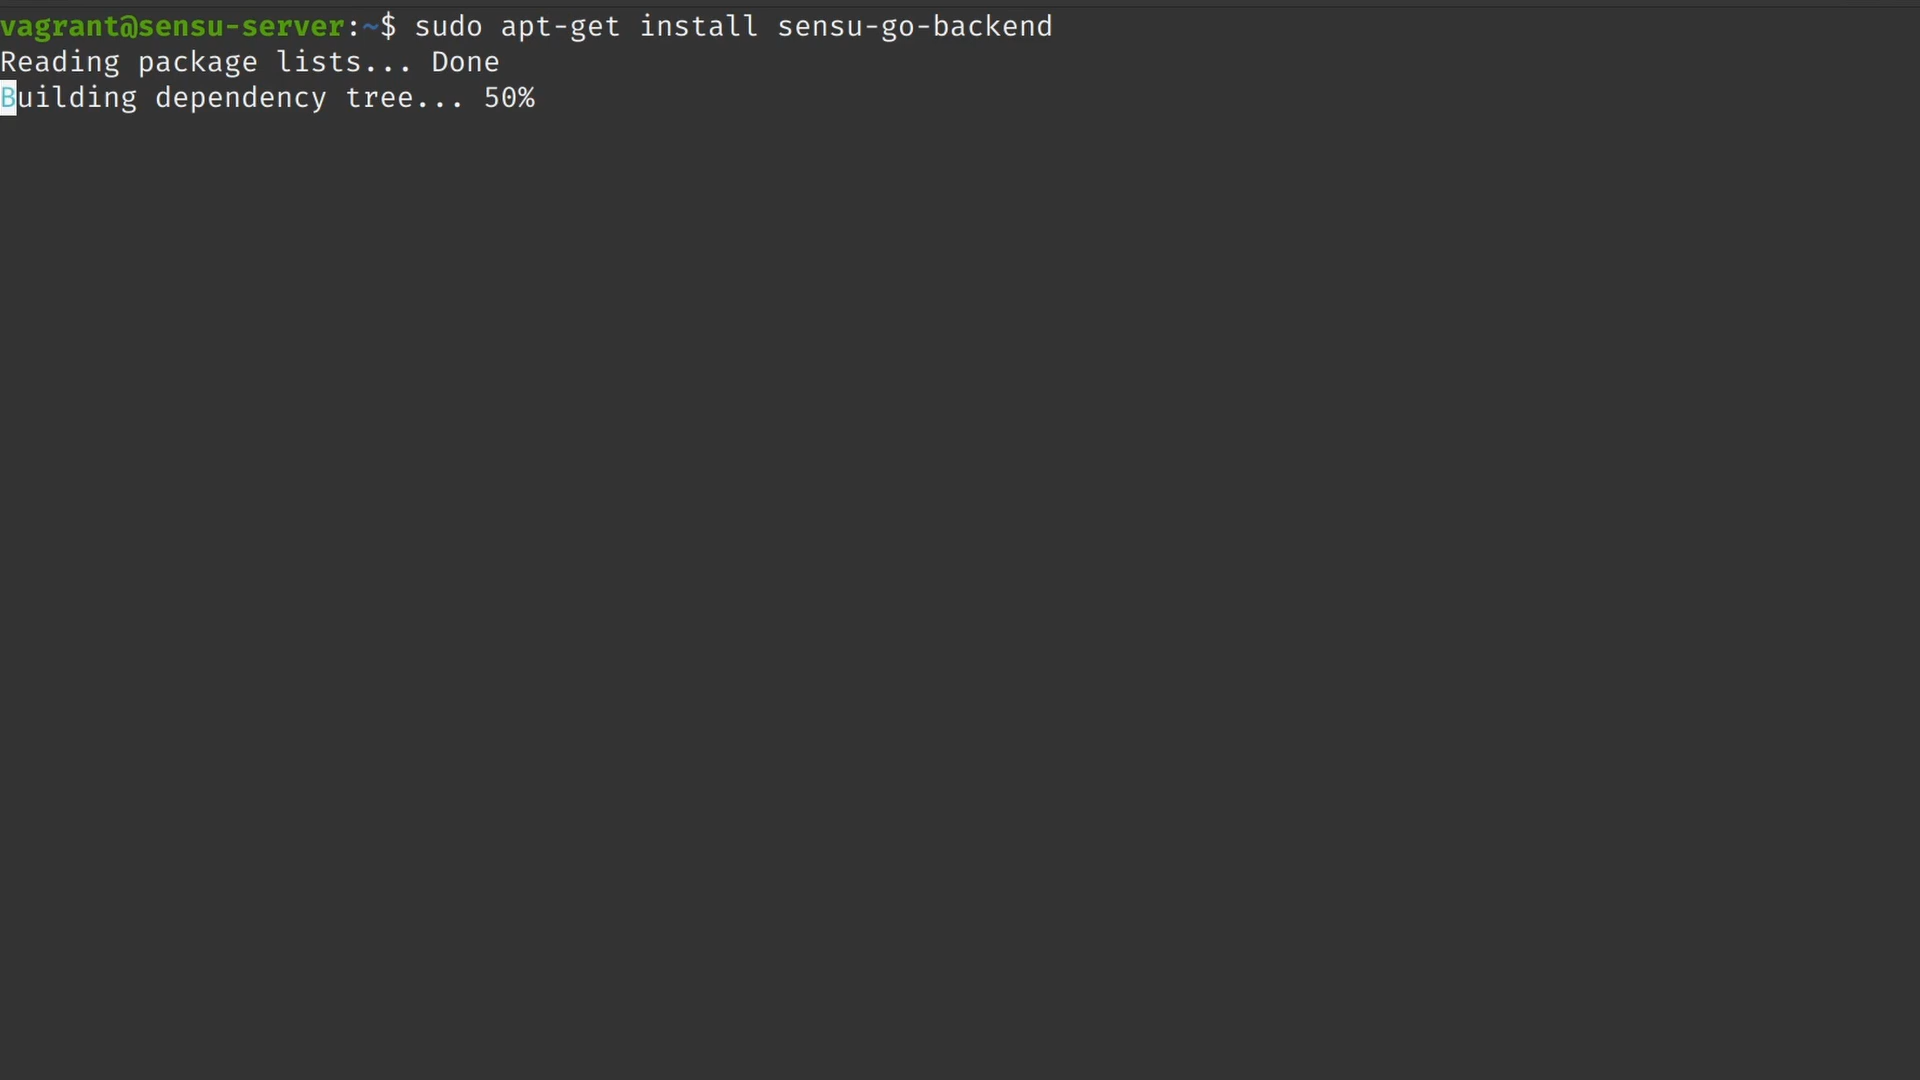 vagrant@sensu-server:~$ sudo apt-get install sensu-go-backend
Reading package lists... Done
Building dependency tree... 50%